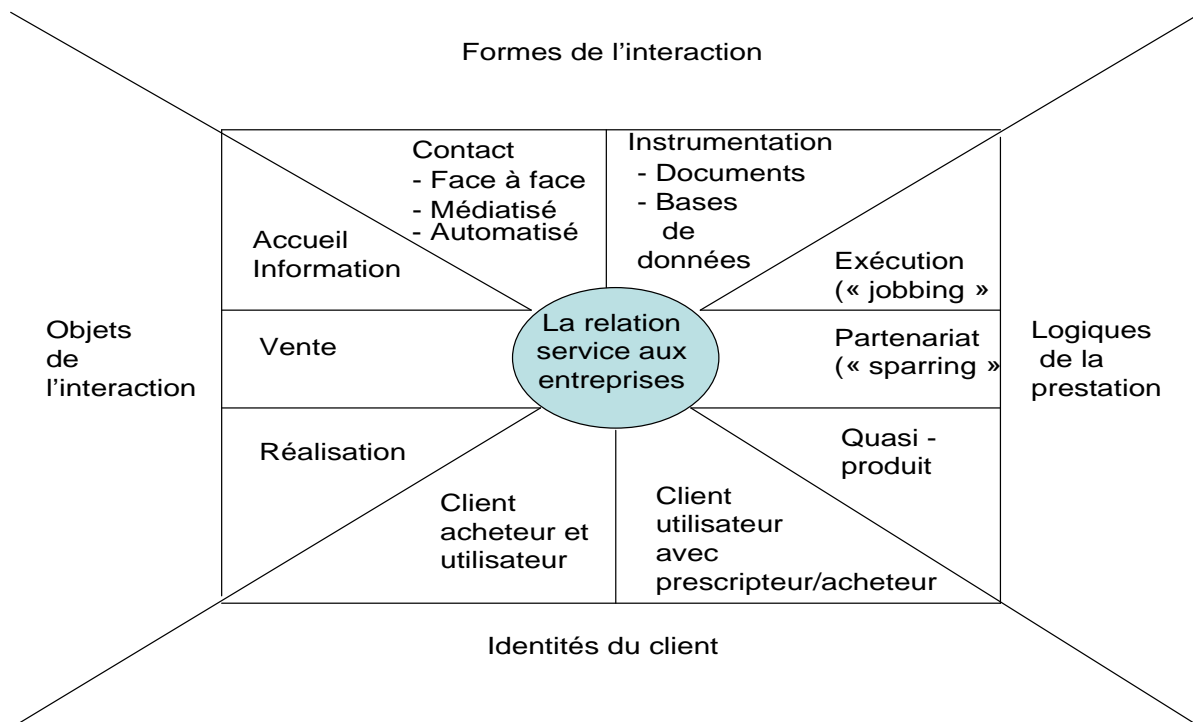 Formes de l’interaction
Contact
- Face à face
- Médiatisé
- Automatisé
Instrumentation
- Documents
- Bases
de
données
Accueil
Information
Vente
Réalisation
Objets
de
l’interaction
La relation
service aux
entreprises
Exécution
(« jobbing »
Partenariat
(« sparring »
Quasi -
produit
Logiques
de la
prestation
Client
acheteur et
utilisateur
Client
utilisateur
avec
prescripteur/acheteur
Identités du client